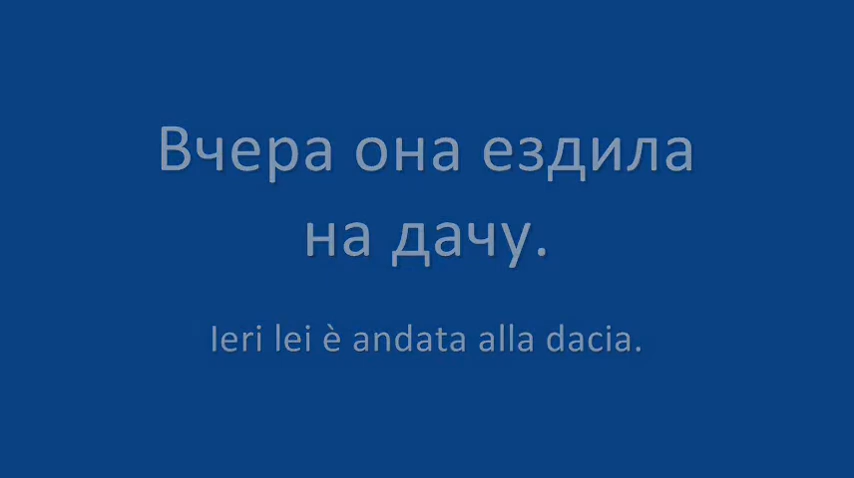 Вчера она ездила
на дачу.
Ieri lei è andata alla dacia.